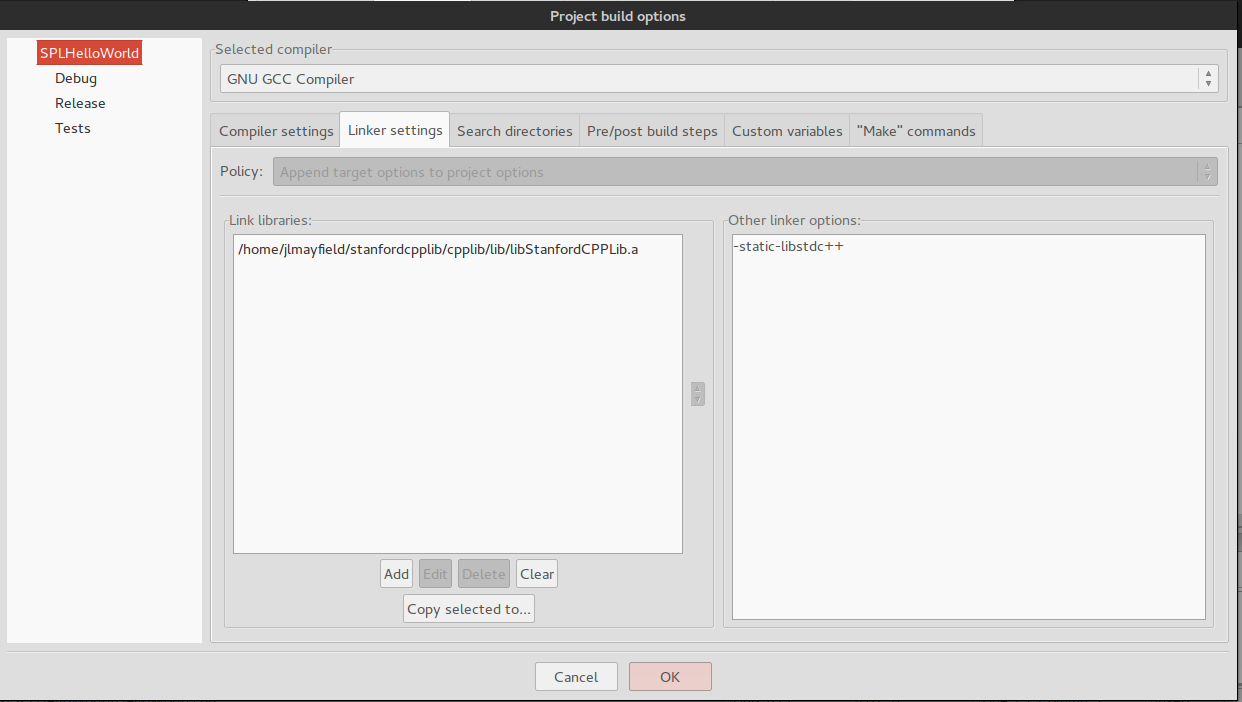 Project build options
SPLHelloWorld
Debug
Release
Tests
Selected compiler
GNU GCC Compiler
Compiler settings
Linker settings
Search directories
Pre/post build steps
Custom variables
"Make" commands
Policy:
Append target options to project options
Link libraries:
/home/jlmayfield/stanfordcpplib/cpplib/lib/libStanfordCPPLib.a
Add
Edit
Delete
Clear
Copy selected to...
Other linker options:
-static-libstdc++
Cancel
OK